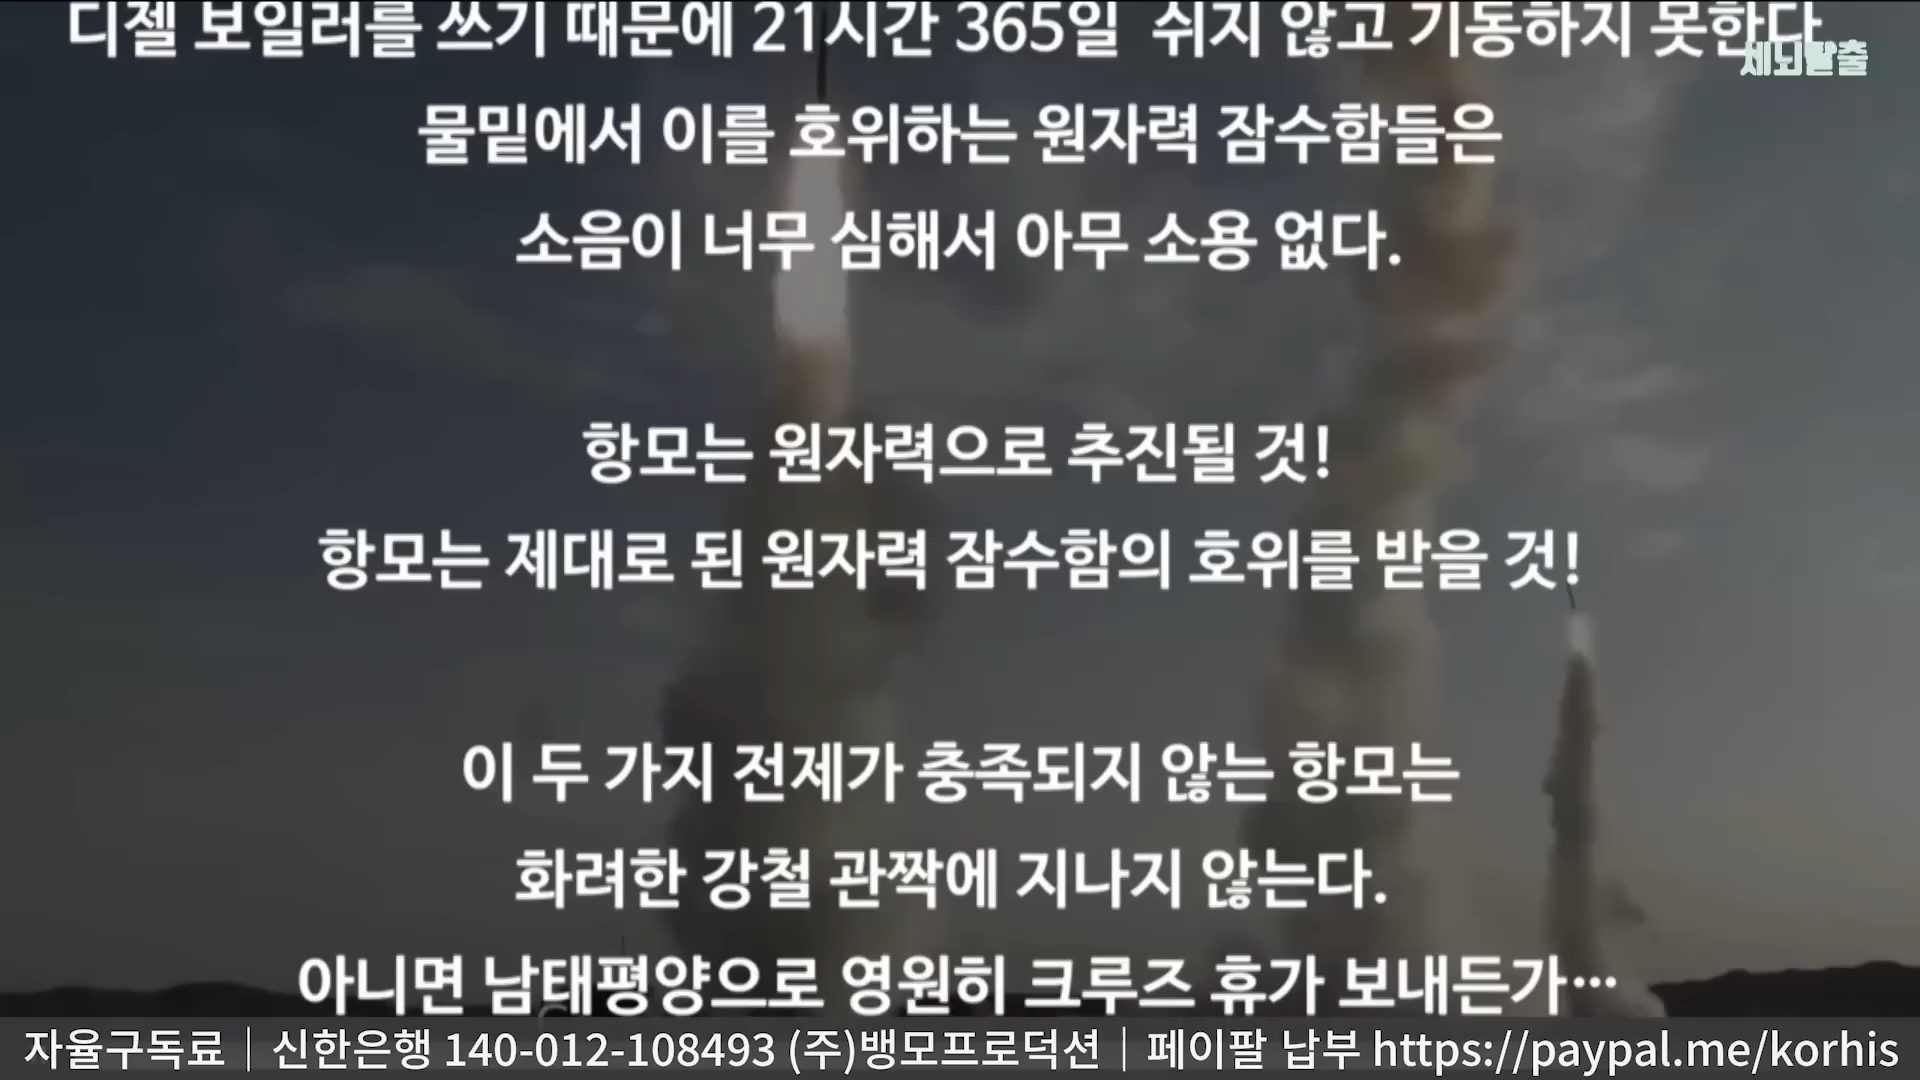 디젤 보일러를 쓰기 때문에 21시간 365일 쉬지 않고 기동하지 못한다
세뇌탈출
물밑에서 이를 호위하는 원자력 잠수함들은
소음이 너무 심해서 아무 소용 없다.
항모는 원자력으로 추진될 것!
항모는 제대로 된 원자력 잠수함의 호위를 받을 것!
이 두 가지 전제가 충족되지 않는 항모는
화려한 강철 관짝에 지나지 않는다.
아니면 남태평양으로 영원히 크루즈 휴가 보내든가…
자율구독료｜신한은행 140-012-108493 (주)뱅모프로덕션｜페이팔 납부 https://paypal.me/korhis